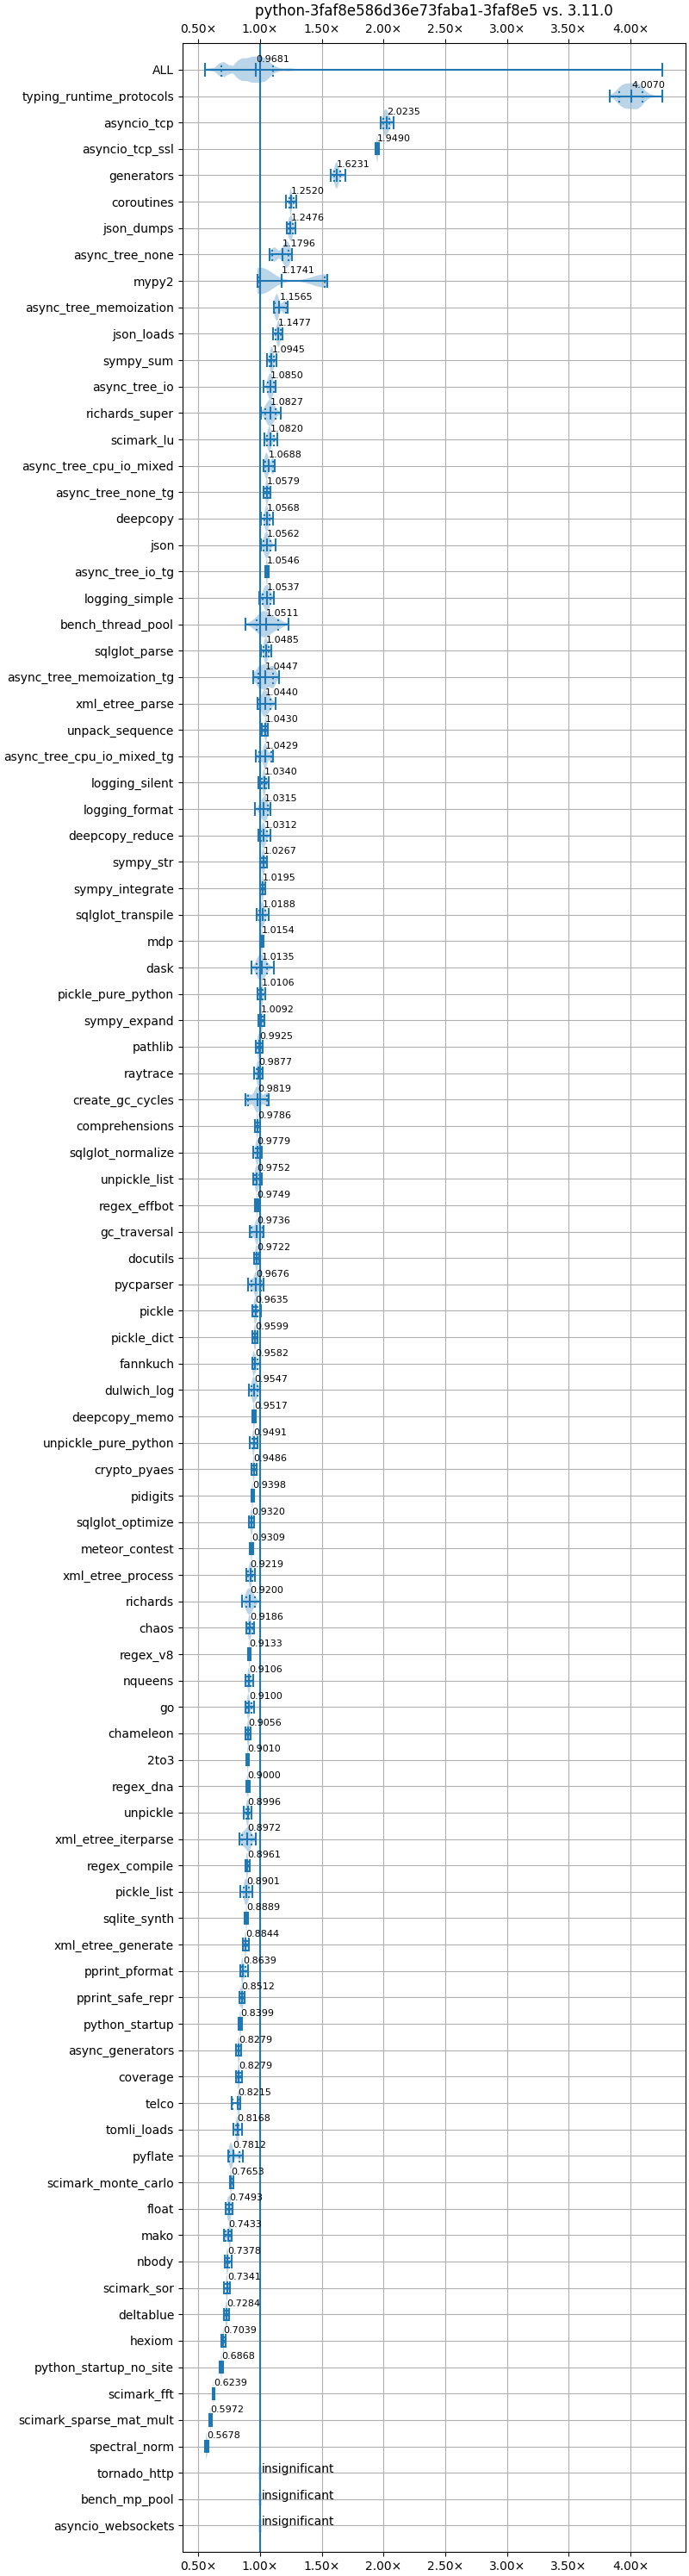 python-3faf8e586d36e73faba1-3faf8e5 vs. 3.11.0
0.50× 1.00× 1.50× 2.00× 2.50× 3.00× 3.50× 4.00×
ALL 0.9681
typing_runtime_protocols 4.0070
asyncio_tcp 2.0235
asyncio_tcp_ssl 1.9490
generators 1.6231
coroutines 1.2520
json_dumps 1.2476
async_tree_none 1.1796
mypy2 1.1741
async_tree_memoization 1.1565
json_loads 1.1477
sympy_sum 1.0945
async_tree_io 1.0850
richards_super 1.0827
scimark_lu 1.0820
async_tree_cpu_io_mixed 1.0688
async_tree_none_tg 1.0579
deepcopy 1.0568
json 1.0562
async_tree_io_tg 1.0546
logging_simple 1.0537
bench_thread_pool 1.0511
sqlglot_parse 1.0485
async_tree_memoization_tg 1.0447
xml_etree_parse 1.0440
unpack_sequence 1.0430
async_tree_cpu_io_mixed_tg 1.0429
logging_silent 1.0340
logging_format 1.0315
deepcopy_reduce 1.0312
sympy_str 1.0267
sympy_integrate 1.0195
sqlglot_transpile 1.0188
mdp 1.0154
dask 1.0135
pickle_pure_python 1.0106
sympy_expand 1.0092
pathlib 0.9925
raytrace 0.9877
create_gc_cycles 0.9819
comprehensions 0.9786
sqlglot_normalize 0.9779
unpickle_list 0.9752
regex_effbot 0.9749
gc_traversal 0.9736
docutils 0.9722
pycparser 0.9676
pickle 0.9635
pickle_dict 0.9599
fannkuch 0.9582
dulwich_log 0.9547
deepcopy_memo 0.9517
unpickle_pure_python 0.9491
crypto_pyaes 0.9486
pidigits 0.9398
sqlglot_optimize 0.9320
meteor_contest 0.9309
xml_etree_process 0.9219
richards 0.9200
chaos 0.9186
regex_v8 0.9133
nqueens 0.9106
go 0.9100
chameleon 0.9056
2to3 0.9010
regex_dna 0.9000
unpickle 0.8996
xml_etree_iterparse 0.8972
regex_compile 0.8961
pickle_list 0.8901
sqlite_synth 0.8889
xml_etree_generate 0.8844
pprint_pformat 0.8639
pprint_safe_repr 0.8512
python_startup 0.8399
async_generators 0.8279
coverage 0.8279
telco 0.8215
tomli_loads 0.8168
pyflate 0.7812
scimark_monte_carlo 0.7653
float 0.7493
mako 0.7433
nbody 0.7378
scimark_sor 0.7341
deltablue 0.7284
hexiom 0.7039
python_startup_no_site 0.6868
scimark_fft 0.6239
scimark_sparse_mat_mult 0.5972
spectral_norm 0.5678
tornado_http insignificant
bench_mp_pool insignificant
asyncio_websockets insignificant
0.50× 1.00× 1.50× 2.00× 2.50× 3.00× 3.50× 4.00×